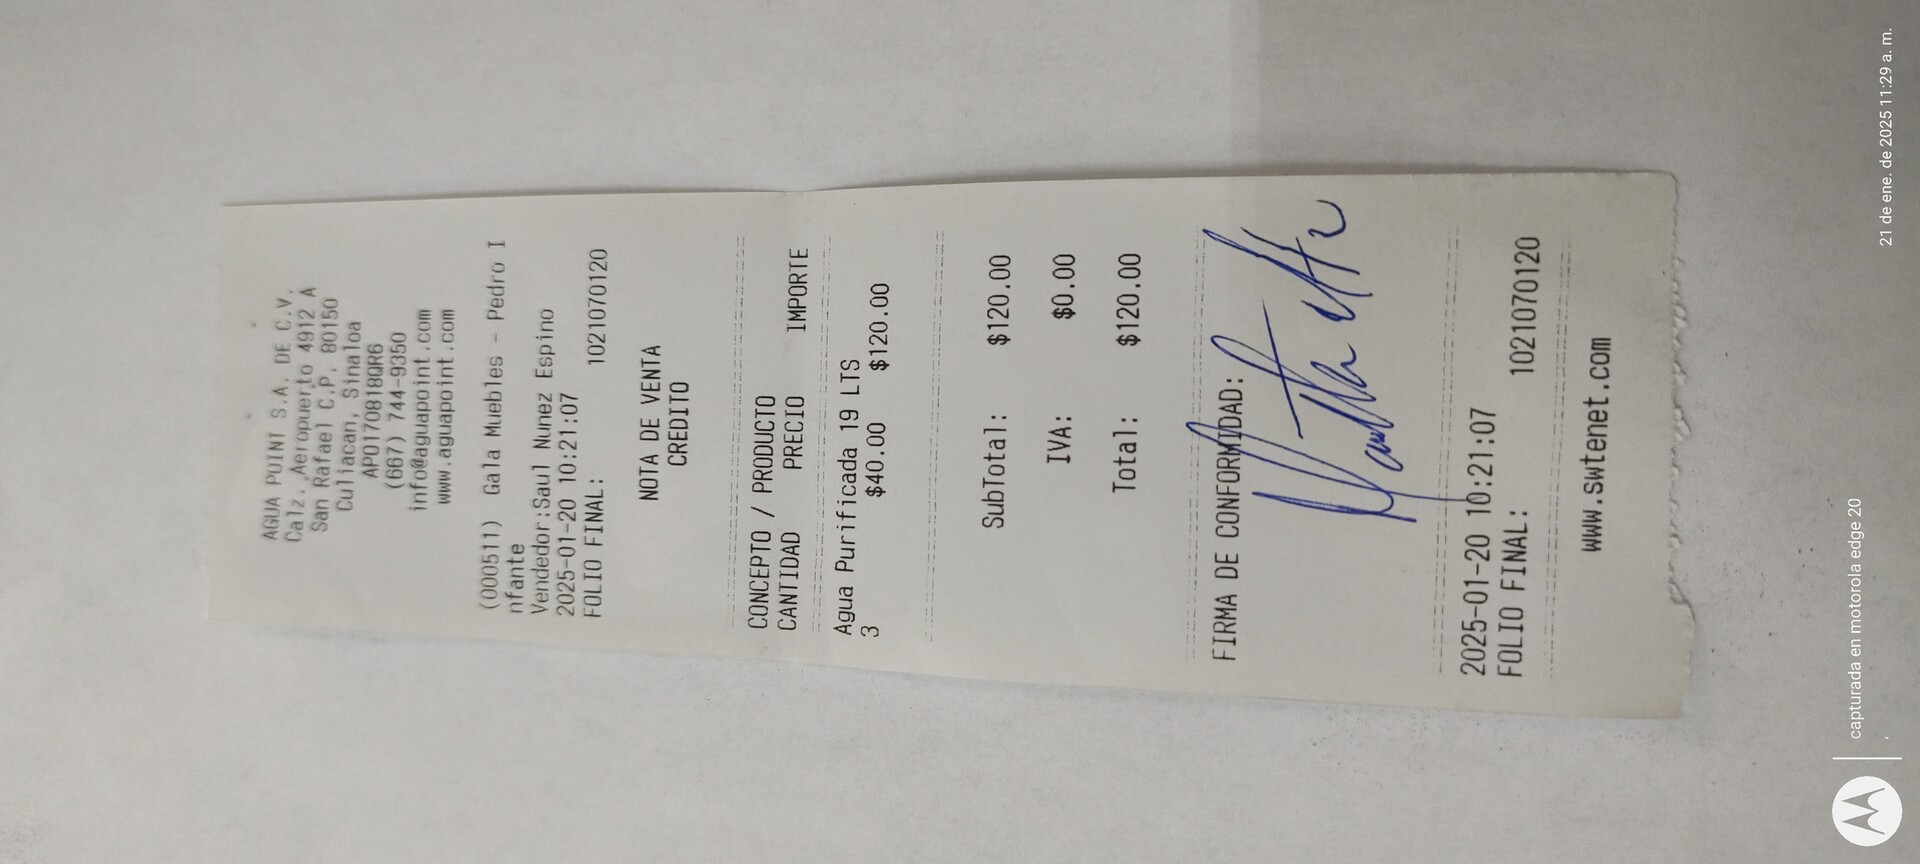 AGUA POINT S.A. DE C.V.
Calz. Aeropuerto 4912 A
San Rafael C.P. 80150
Culiacan, Sinaloa
APO170818QR6
(667) 744-9350
info@aguapoint.com
www.aguapoint.com
(000511) Gala Muebles - Pedro I
nfante
Vendedor:Saul Nunez Espino
2025-01-20 10:21:07
FOLIO FINAL: 1021070120
NOTA DE VENTA
CREDITO
CONCEPTO / PRODUCTO
CANTIDAD PRECIO IMPORTE
Agua Purificada 19 LTS
3 $40.00 $120.00
SubTotal: $120.00
IVA: $0.00
Total: $120.00
FIRMA DE CONFORMIDAD:
2025-01-20 10:21:07
FOLIO FINAL: 1021070120
www.swtenet.com
capturada en motorola edge 20
21 de ene. de 2025 11:29 a. m.